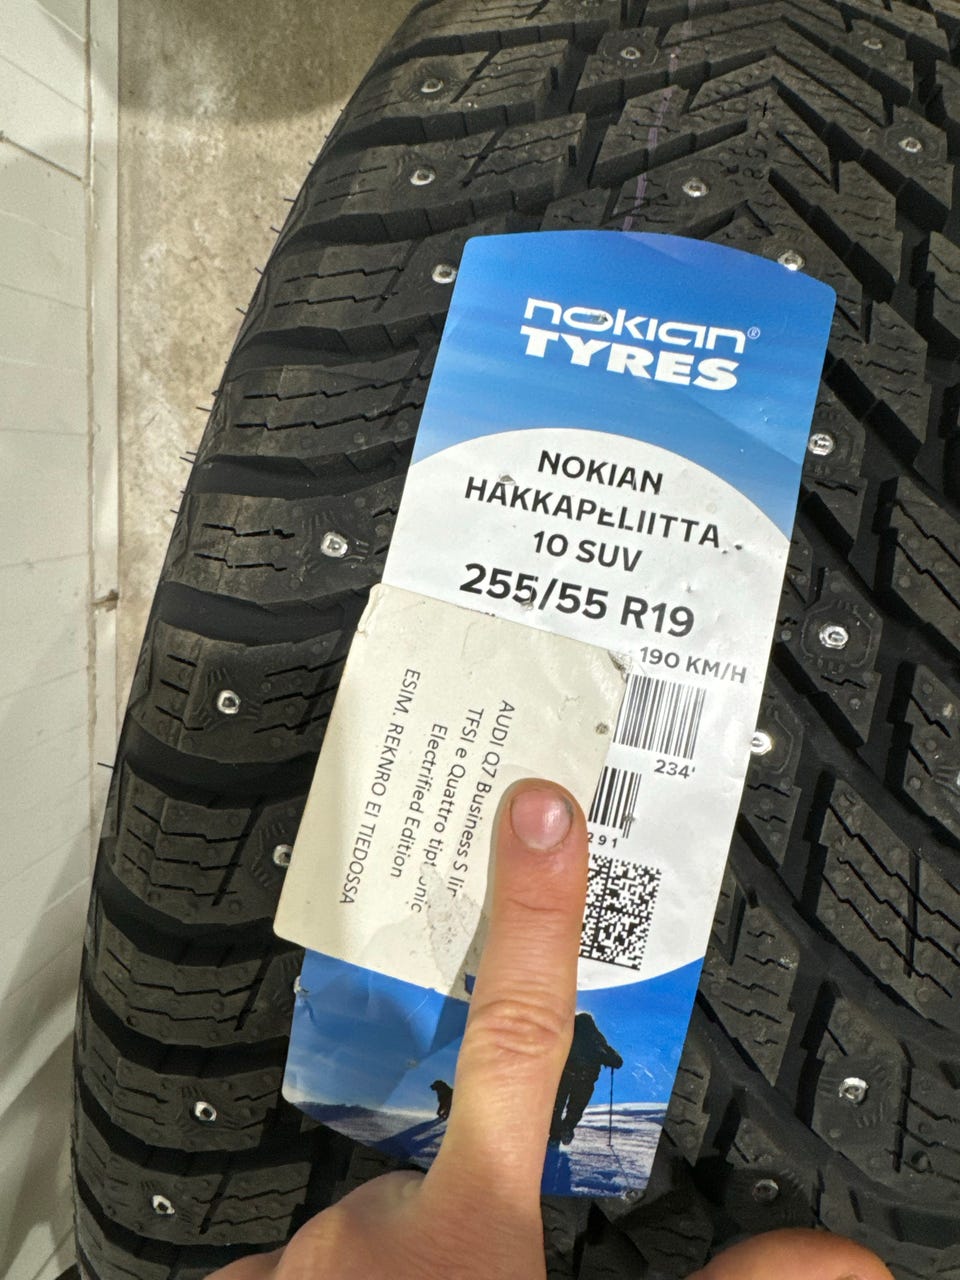 nokian®
TYRES
NOKIAN
HAKKAPELIITTA
10 SUV
255/55 R19
190 KM/H
234
291
AUDI Q7 Business S
TFSI e Quattro
Electrified Edition
ESIM. REKNRO EI TIEDOSSA